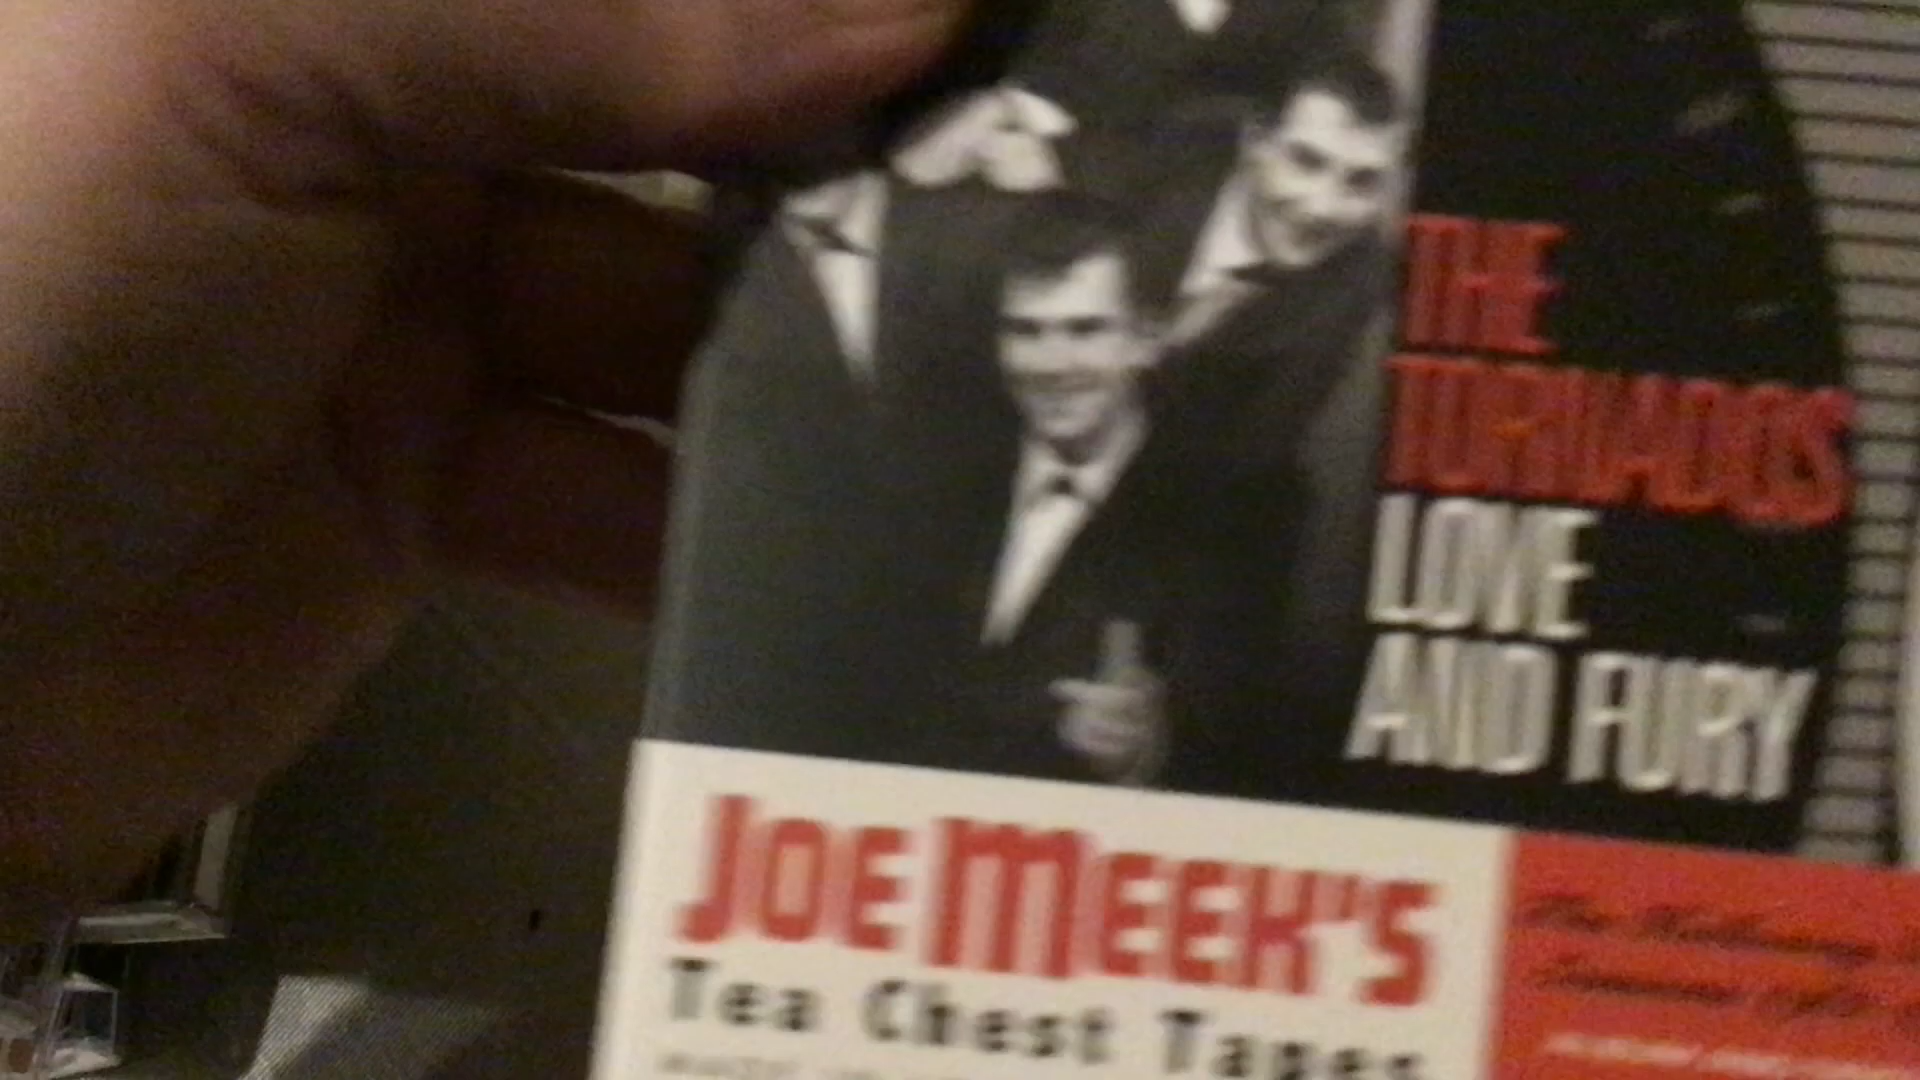 THE
TORNADOS
LOVE
AND FURY
JOE MEEK'S
Tea Chest Tapes